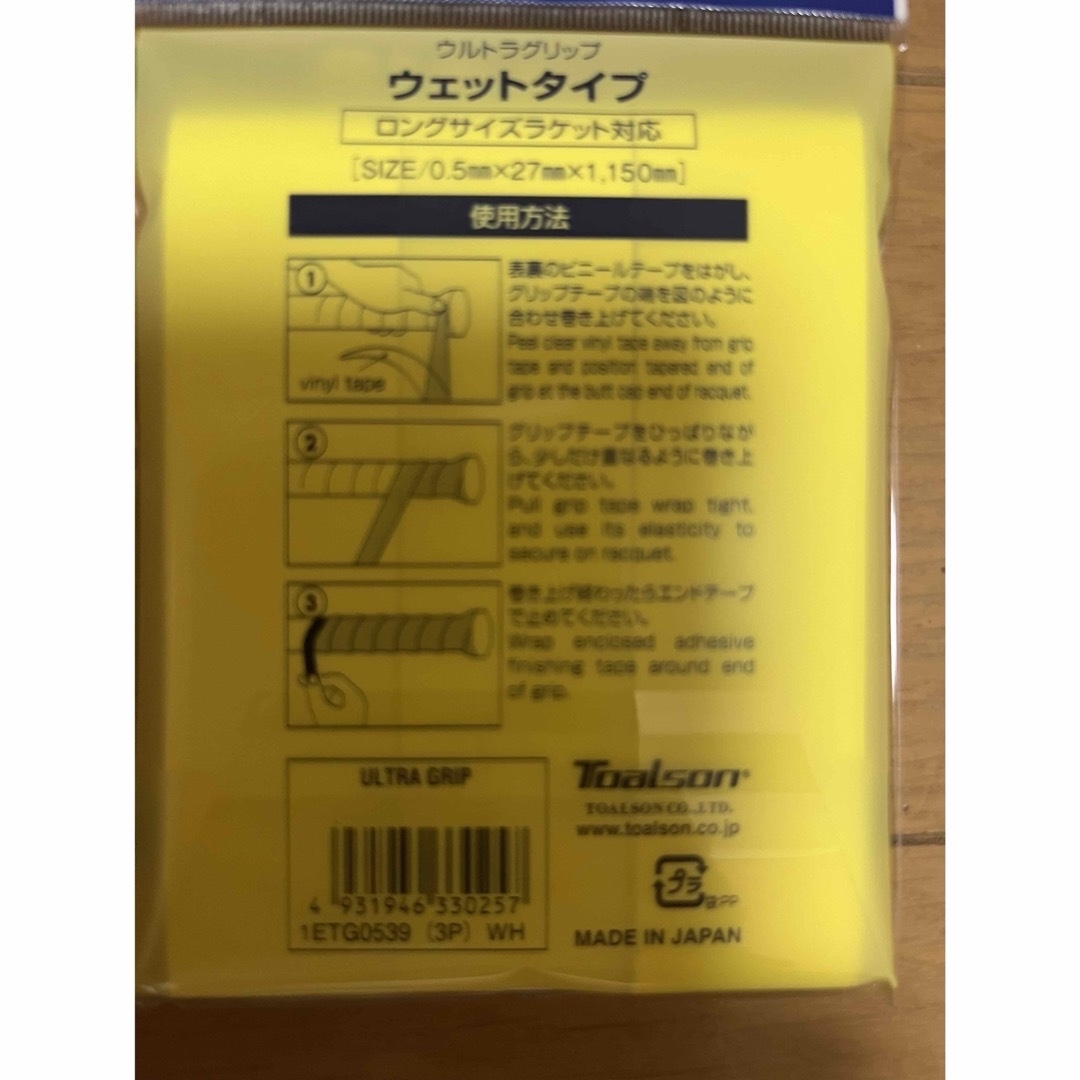 ウルトラグリップ
ウェットタイプ
ロングサイズラケット対応
[SIZE/0.5mm×27mm×1,150mm]
使用方法
1
vinyl tape
表裏のビニールテープをはがし、
グリップテープの端を図のように
合わせ巻き上げてください。
Peel clear vinyl tape away from grip
tape and position tapered end of
grip at the butt cap end of racquet.
2
グリップテープをひっぱりなが
ら、少しだけ重なるように巻き上
げてください。
Pull grip tape wrap tight,
and use its elasticity to
secure on racquet.
3
巻き上げ終わったらエンドテープ
で止めてください。
Wrap enclosed adhesive
finishing tape around end
of grip.
ULTRA GRIP
4 931946 330257
1ETG0539 (3P) WH
Toalson®
TOALSON CO., LTD.
www.toalson.co.jp
プラ
袋:PP
MADE IN JAPAN